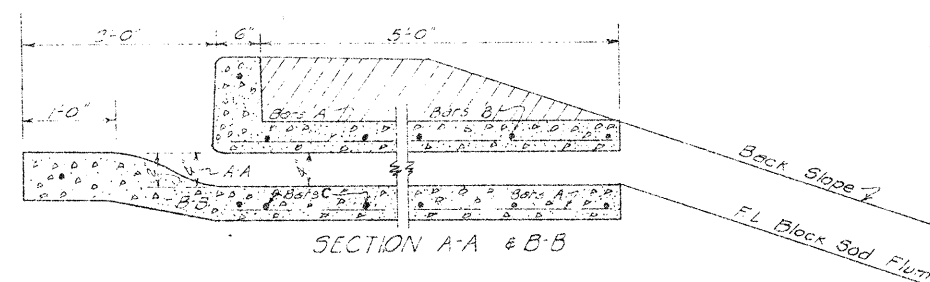 2'-0" 6" 5'-0"
1'-0"
Bars A Bars B
A-A
B-B
Bars C Bars A
Back Slope
FL Block Sod Flum
SECTION A-A & B-B